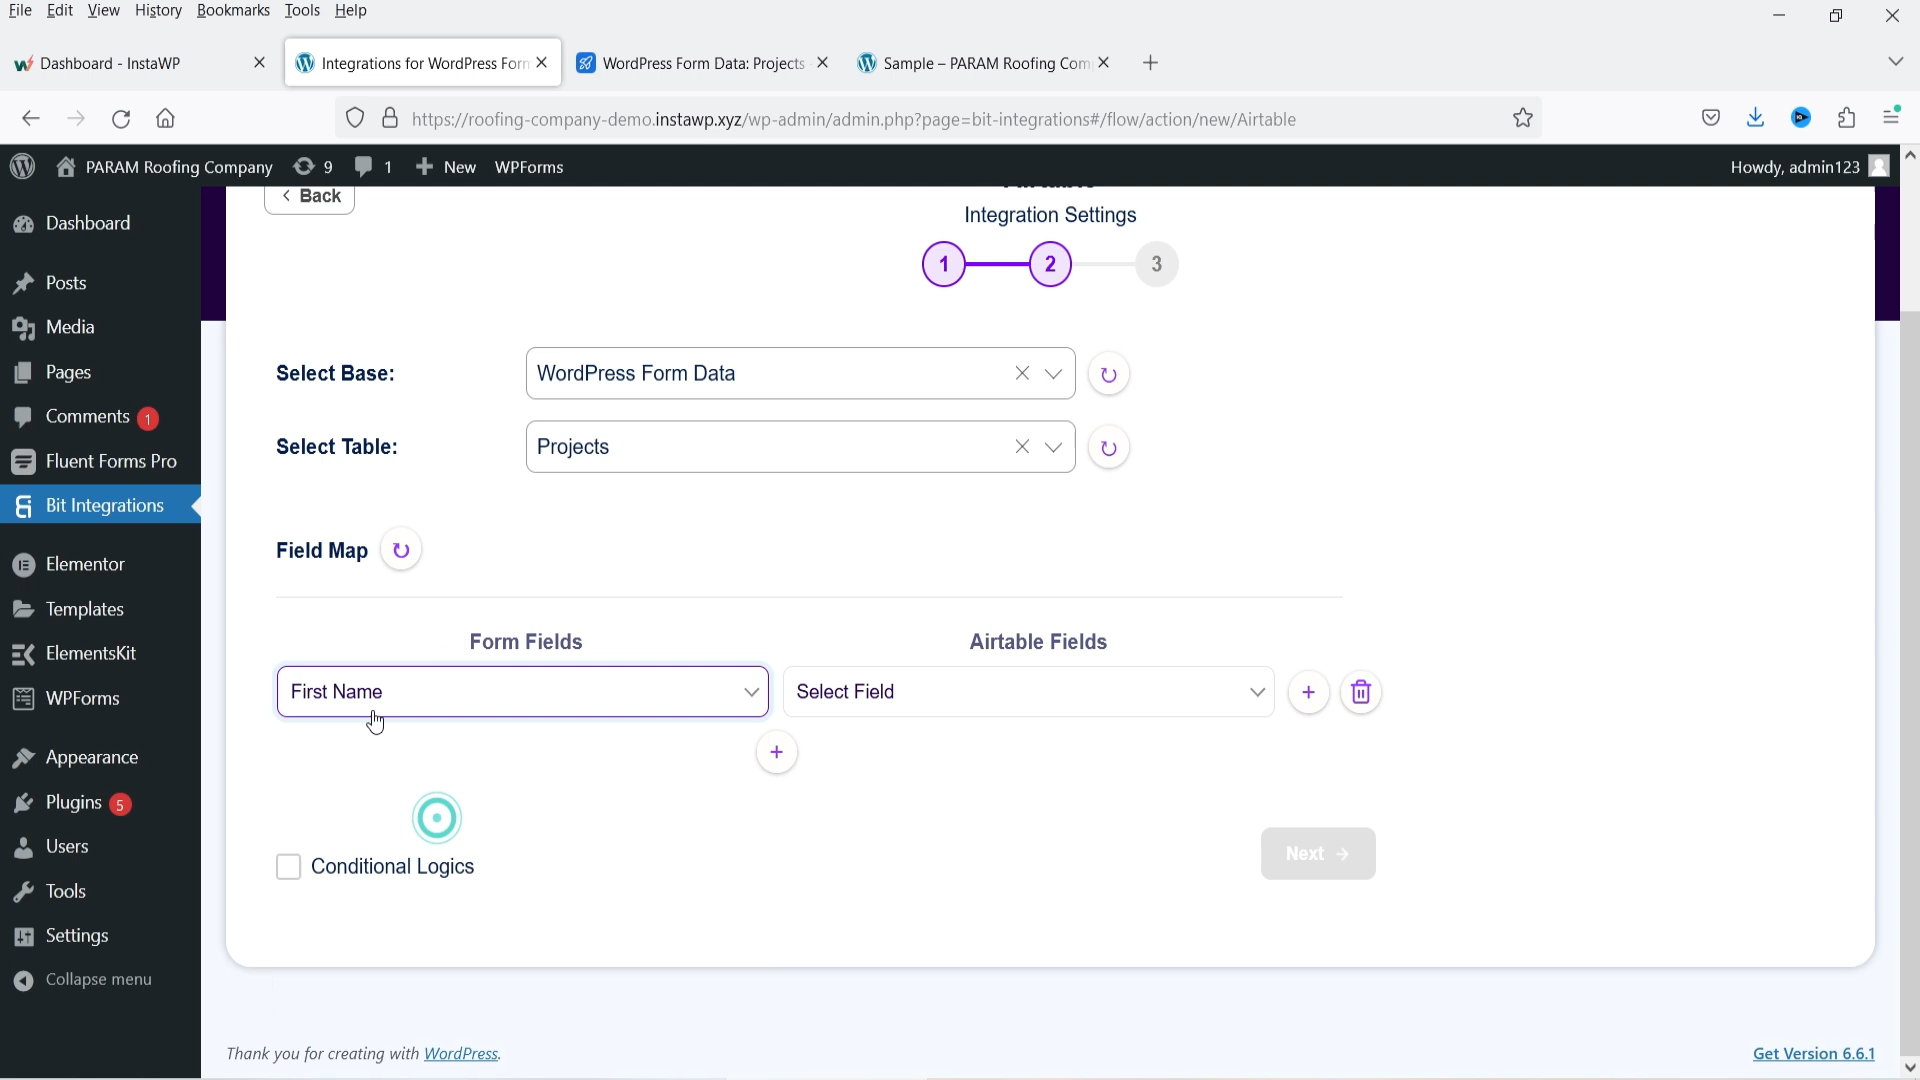 File Edit View History Bookmarks Tools Help
Dashboard - InstaWP
Integrations for WordPress Forn
WordPress Form Data: Projects
Sample – PARAM Roofing Com
https://roofing-company-demo.instawp.xyz/wp-admin/admin.php?page=bit-integrations#/flow/action/new/Airtable
PARAM Roofing Company 9 1 New WPForms
Howdy, admin123
Dashboard
Posts
Media
Pages
Comments 1
Fluent Forms Pro
Bit Integrations
Elementor
Templates
ElementsKit
WPForms
Appearance
Plugins 5
Users
Tools
Settings
Collapse menu
Back
Integration Settings
1 2 3
Select Base: WordPress Form Data
Select Table: Projects
Field Map
Form Fields Airtable Fields
First Name Select Field
Conditional Logics
Next
Thank you for creating with WordPress.
Get Version 6.6.1